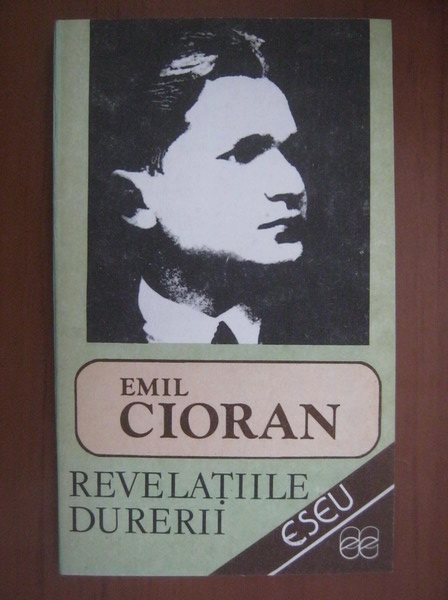 EMIL
CIORAN
REVELAȚIILE
DURERII
ESEU